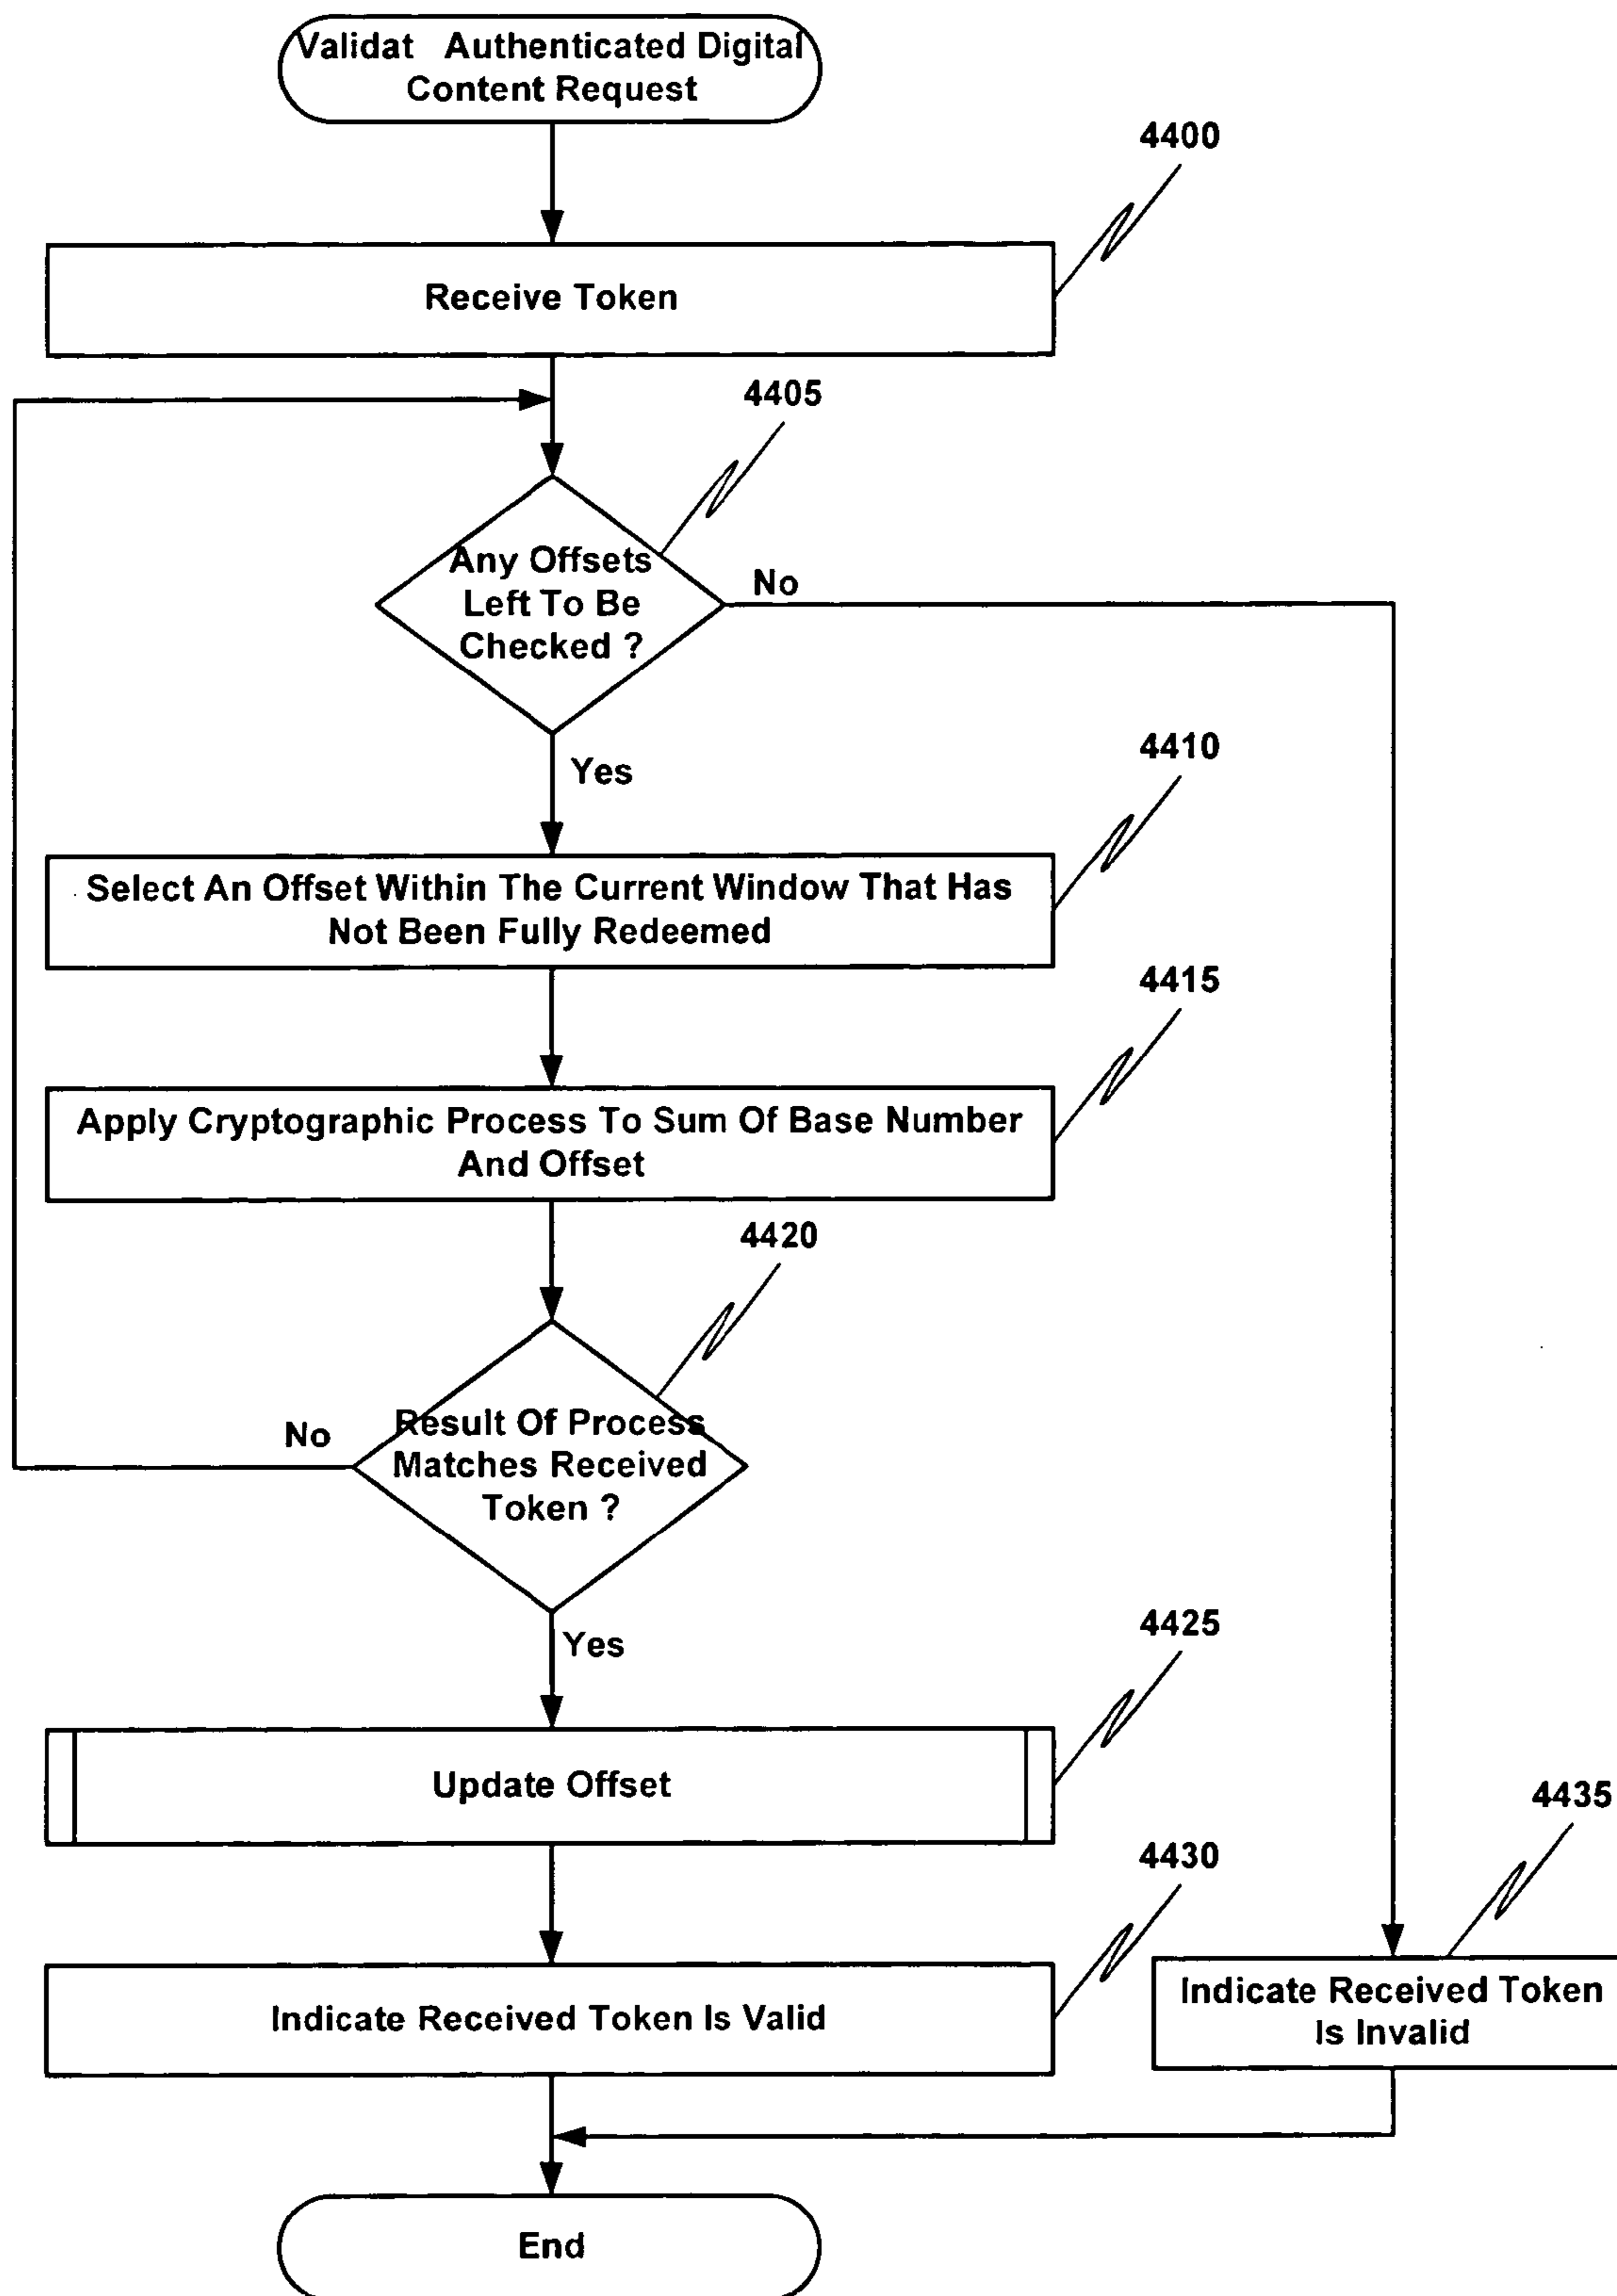 Validat Authenticated Digital
Content Request
4400
Receive Token
4405
Any Offsets
Left To Be
Checked ?
No
Yes
4410
Select An Offset Within The Current Window That Has
Not Been Fully Redeemed
4415
Apply Cryptographic Process To Sum Of Base Number
And Offset
4420
Result Of Process
Matches Received
Token ?
No
Yes
4425
Update Offset
4435
4430
Indicate Received Token Is Valid
Indicate Received Token
Is Invalid
End